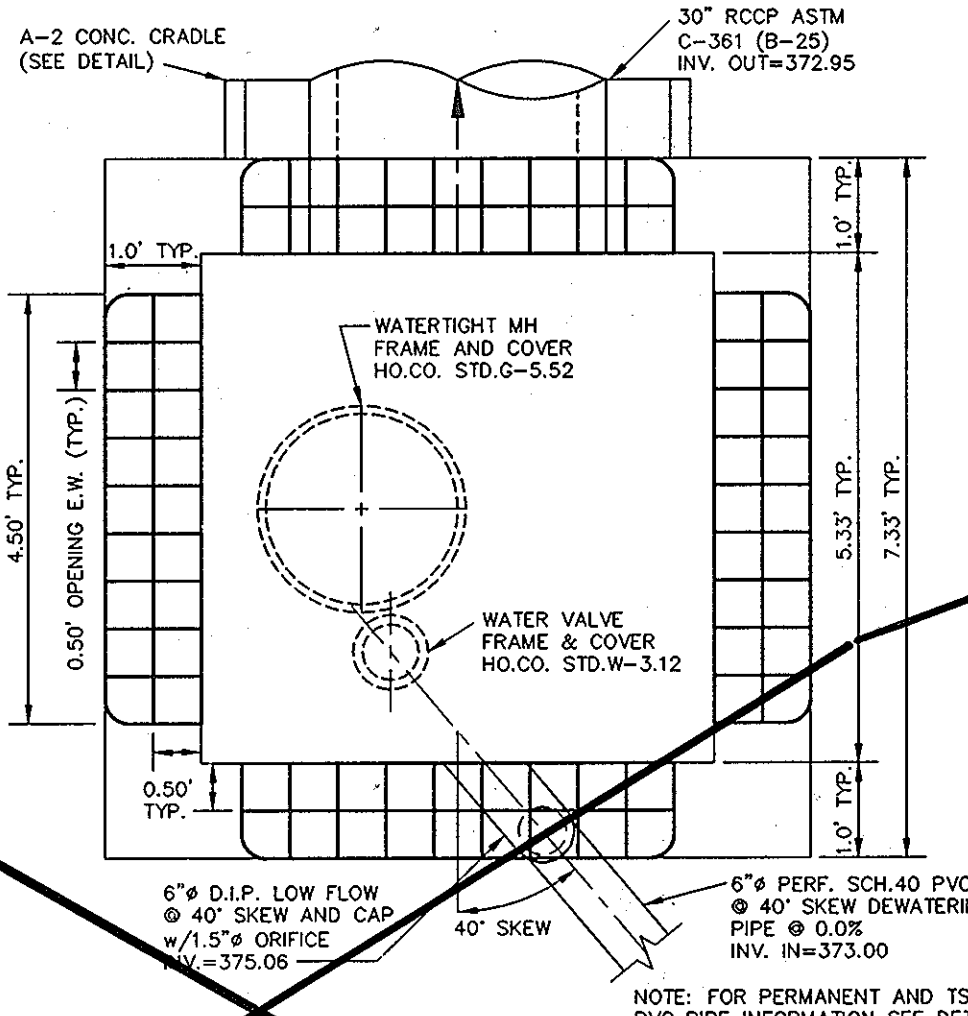 A-2 CONC. CRADLE
(SEE DETAIL)
30" RCCP ASTM
C-361 (B-25)
INV. OUT=372.95
1.0' TYP.
1.0' TYP.
WATERTIGHT MH
FRAME AND COVER
HO.CO. STD.G-5.52
4.50' TYP.
0.50' OPENING E.W. (TYP.)
5.33' TYP.
7.33' TYP.
WATER VALVE
FRAME & COVER
HO.CO. STD.W-3.12
0.50'
TYP.
1.0' TYP.
6"ø D.I.P. LOW FLOW
@ 40° SKEW AND CAP
w/1.5"ø ORIFICE
INV.=375.06
40° SKEW
6"ø PERF. SCH.40 PVC
@ 40° SKEW
PIPE @ 0.0%
INV. IN=373.00
NOTE: FOR PERMANENT AND